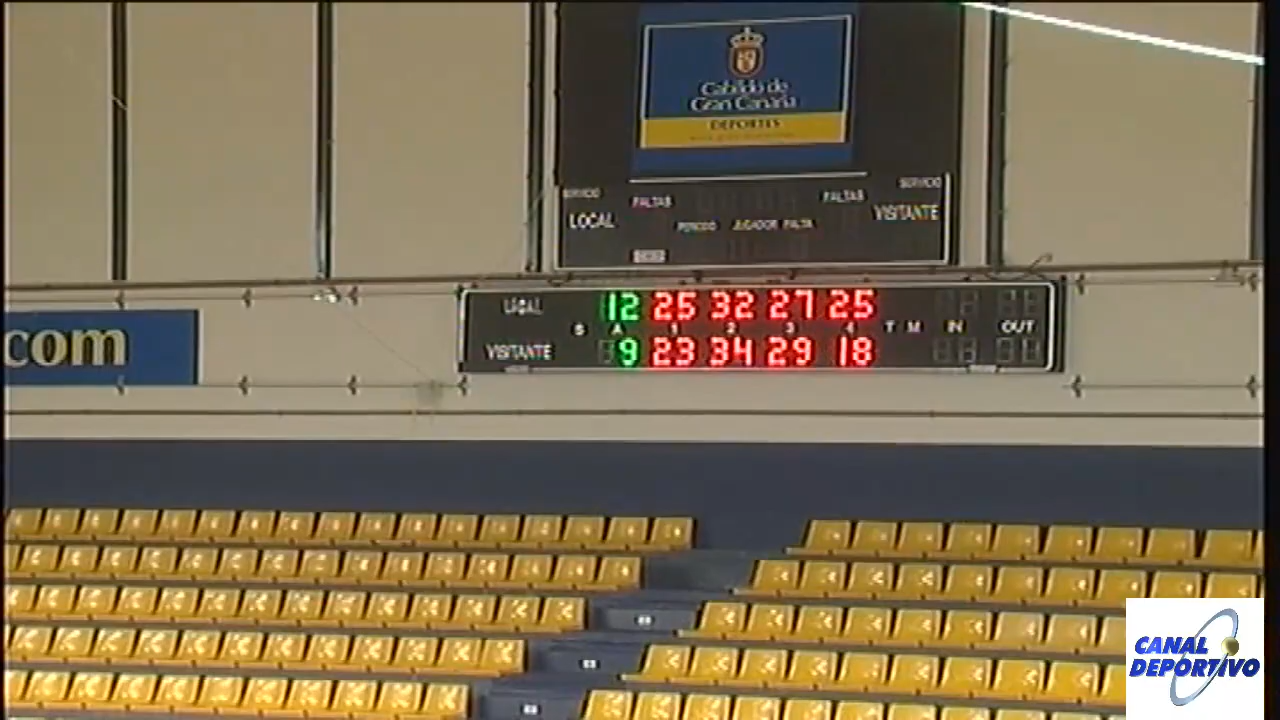 Cabildo de
Gran Canaria
DEPORTES
SERVICIO
FALTAS
FALTAS
SERVICIO
LOCAL
PERIODO JUGADOR FALTA
VISITANTE
LOCAL 12 25 32 27 25
S A 1 2 3 4 T M IN OUT
VISITANTE 9 23 34 29 18
com
CANAL
DEPORTIVO